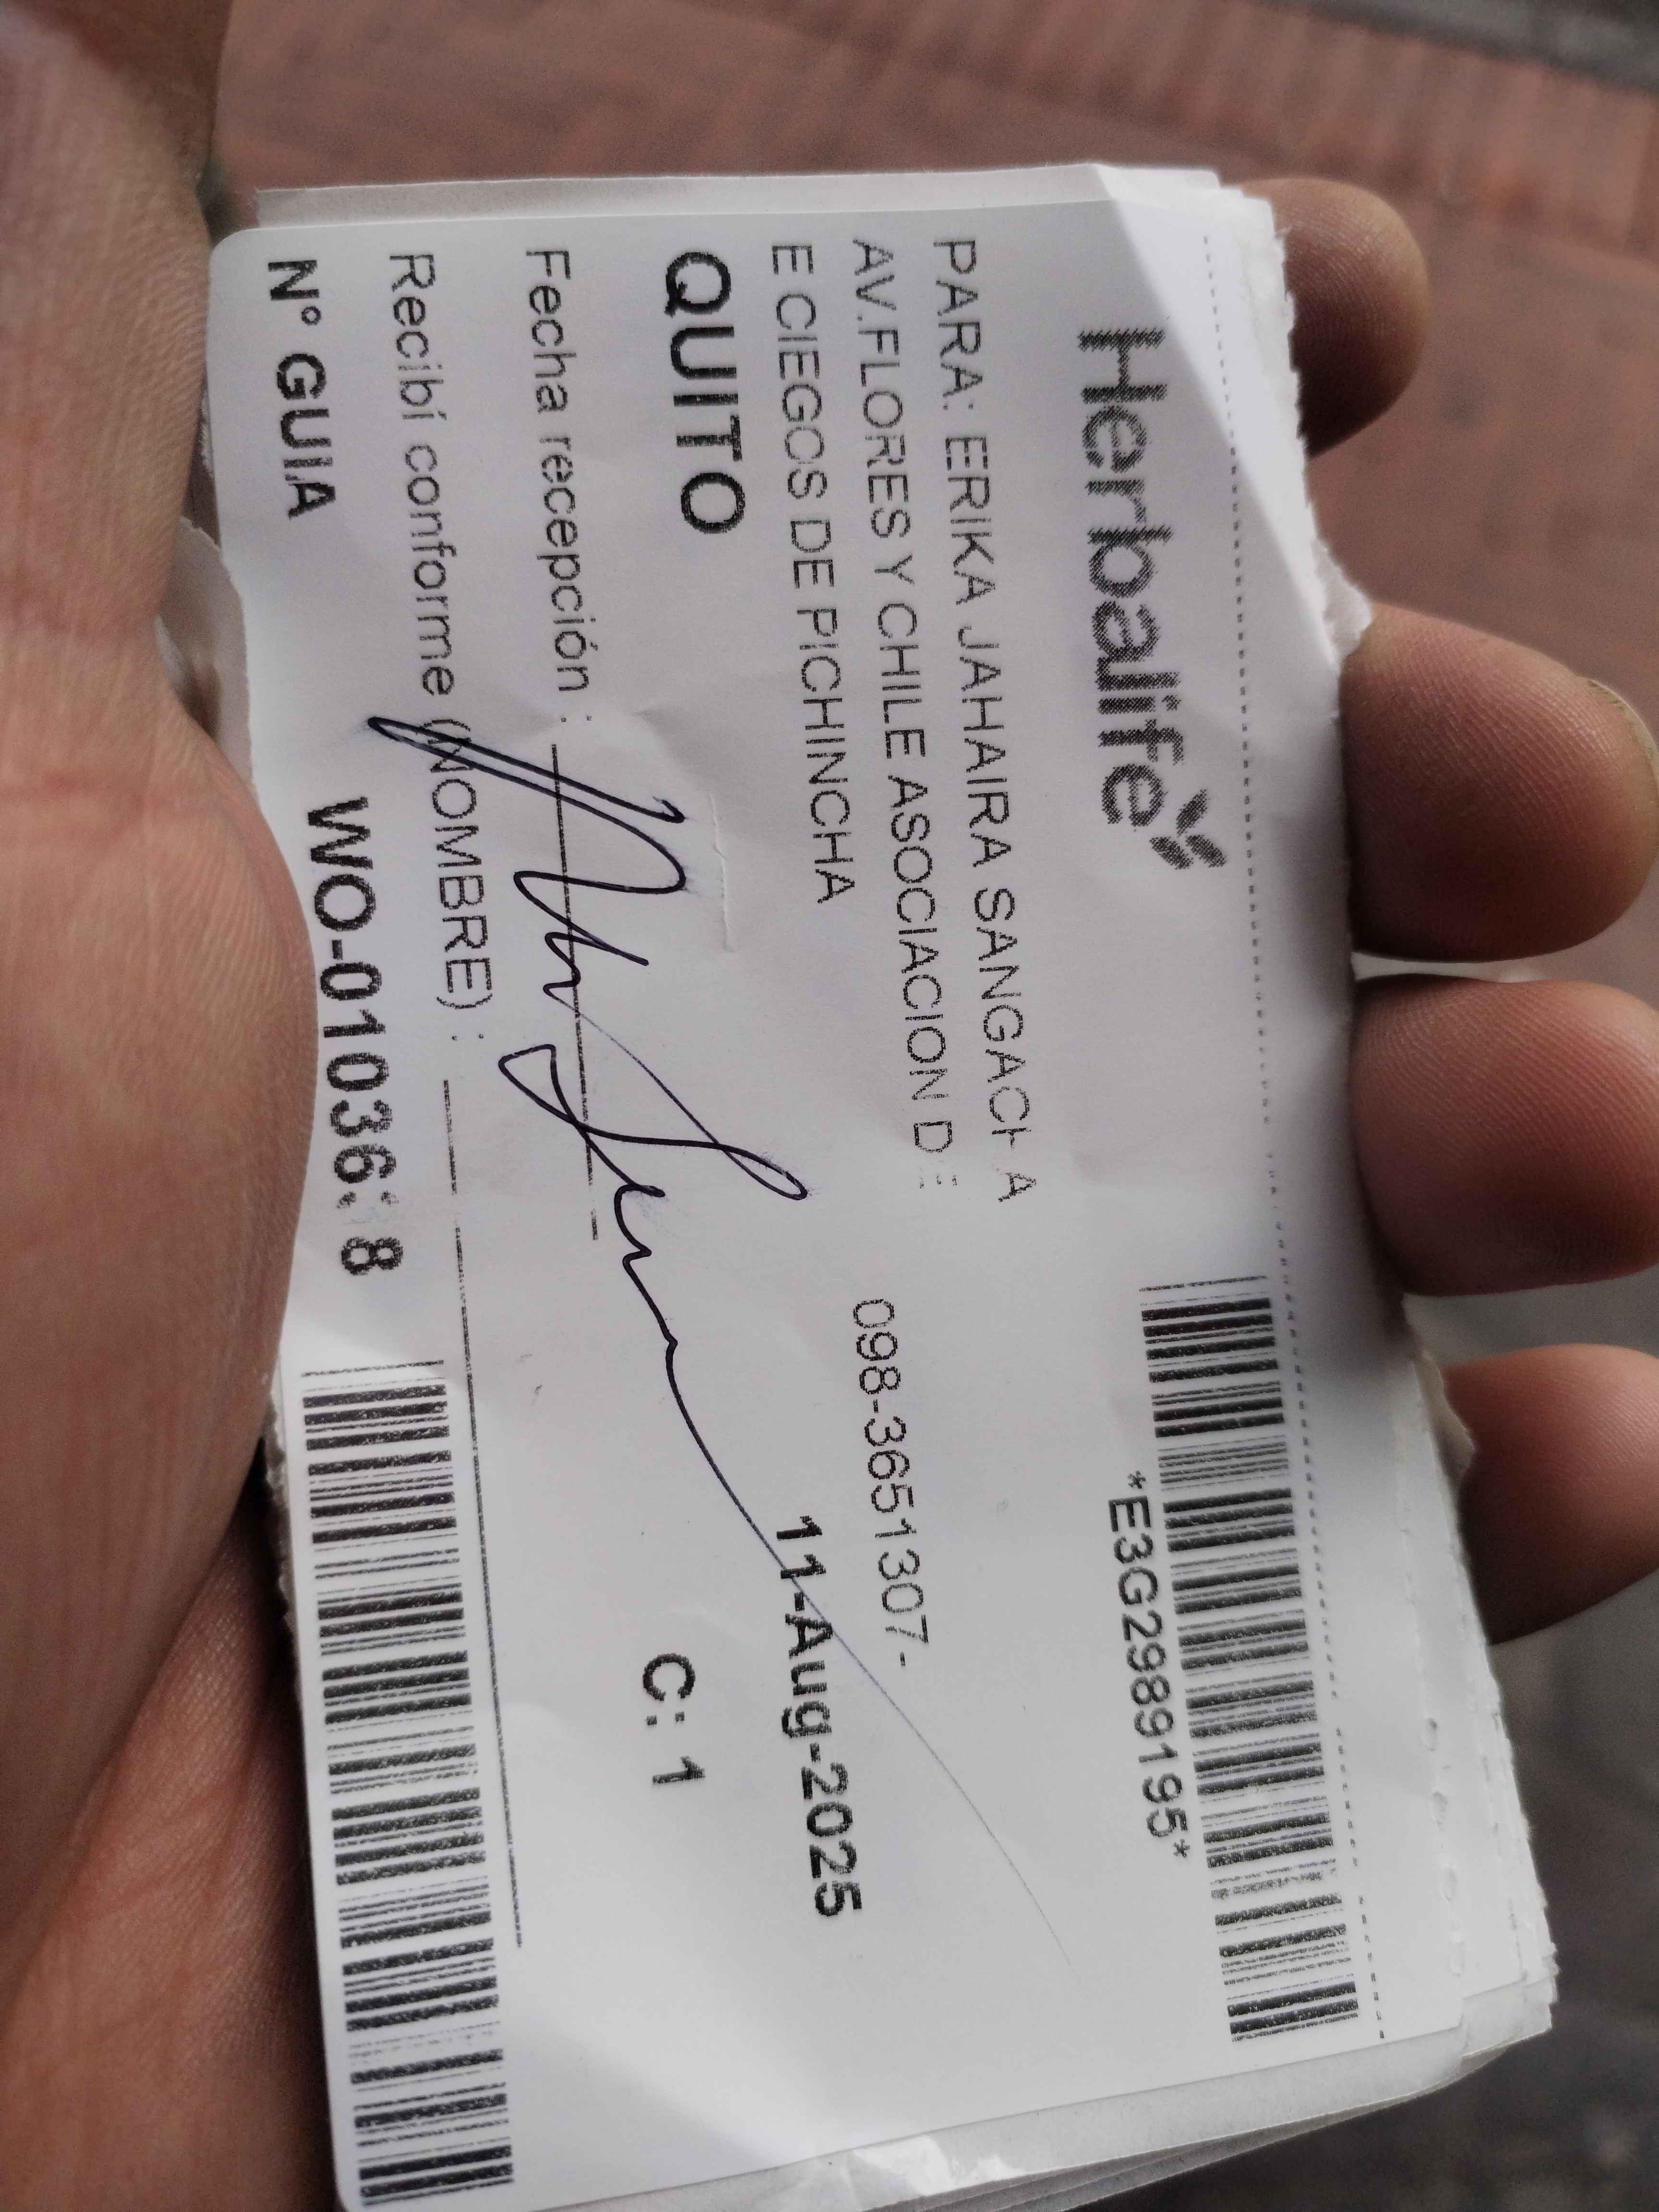 Herbalife
*E3G2989195*
PARA: ERIKA JAHAIRA SANGACHA
AV.FLORES Y CHILE ASOCIACION D
098-3651307-
E CIEGOS DE PICHINCHA
11-Aug-2025
QUITO
C: 1
Fecha recepción :
Recibí conforme (NOMBRE) :
N° GUIA